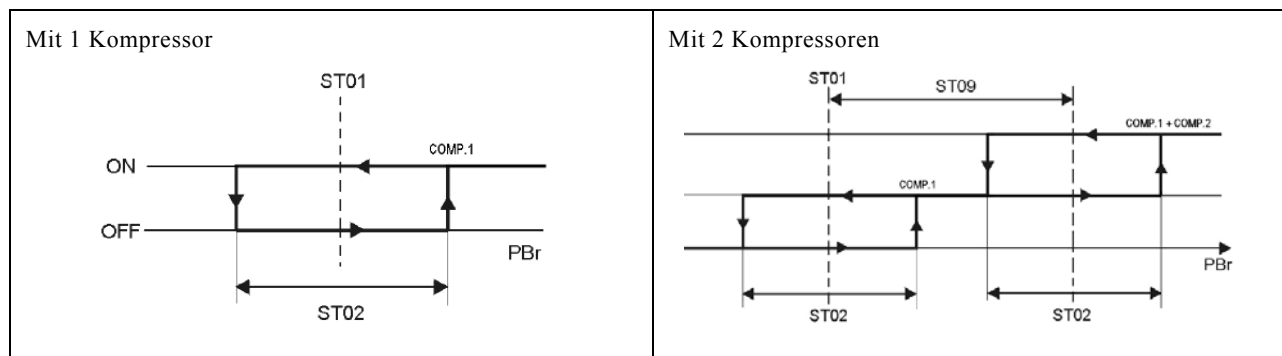 Mit 1 Kompressor
ST01
COMP.1
ON
OFF
PBr
ST02
Mit 2 Kompressoren
ST01
ST09
COMP.1 + COMP.2
COMP.1
PBr
ST02
ST02